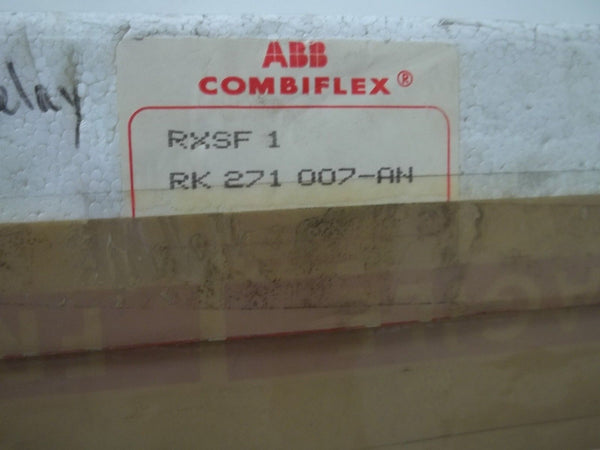 ABB
COMBIFLEX®
RXSF 1
RK 271 007-AN